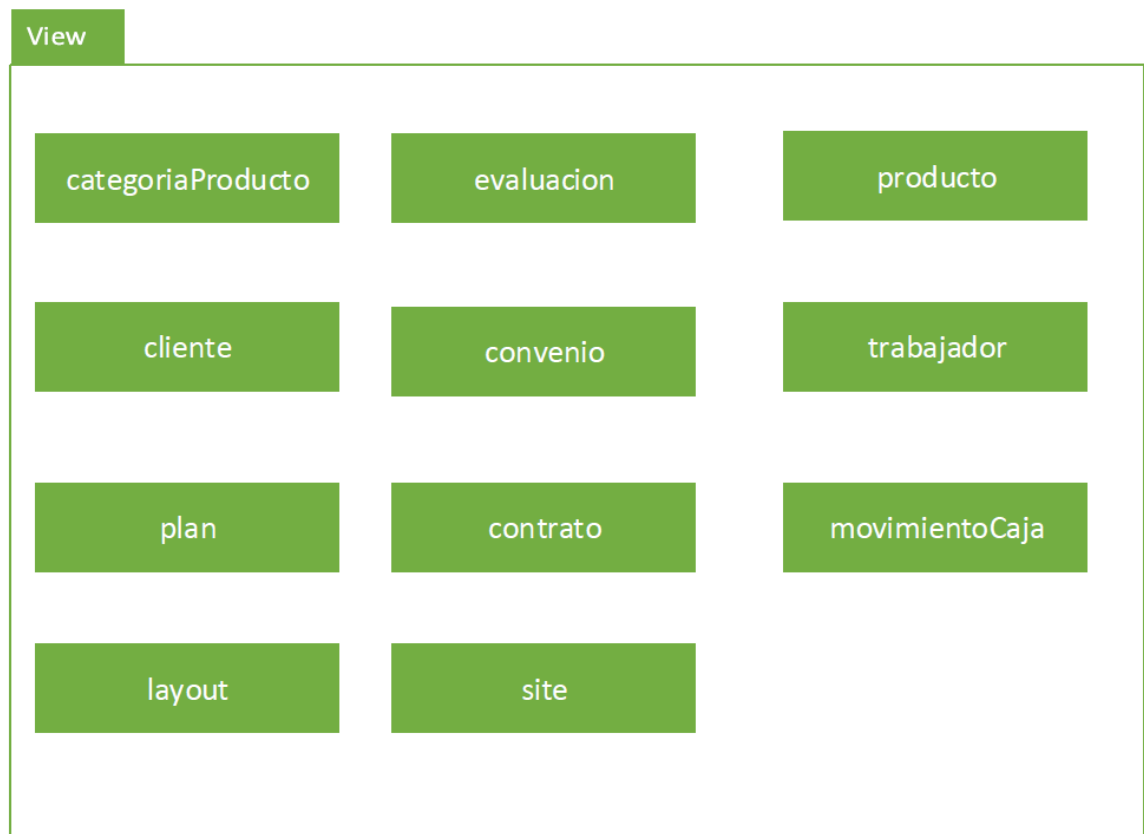 View
categoriaProducto
evaluacion
producto
cliente
convenio
trabajador
plan
contrato
movimientoCaja
layout
site